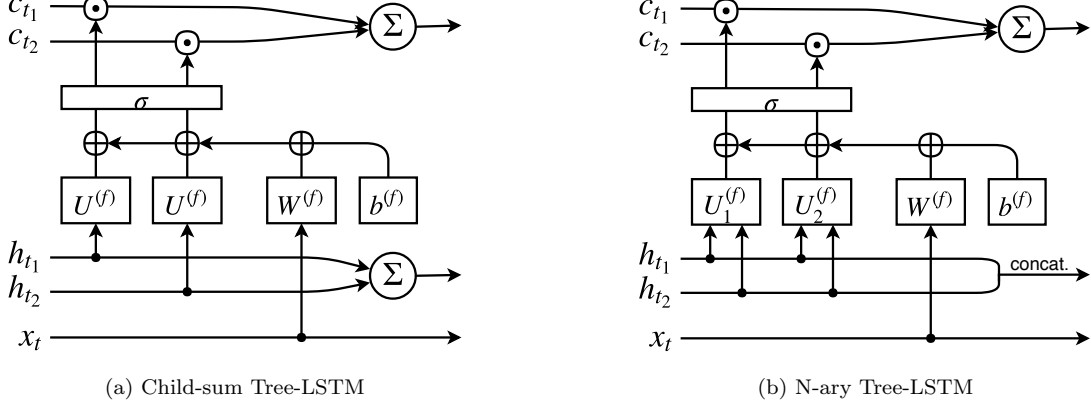 c_{t_1} Σ c_{t_1} Σ
c_{t_2} c_{t_2}
σ σ
U^{(f)} U^{(f)} W^{(f)} b^{(f)} U_1^{(f)} U_2^{(f)} W^{(f)} b^{(f)}
h_{t_1} Σ h_{t_1} concat.
h_{t_2} h_{t_2}
x_t x_t
(a) Child-sum Tree-LSTM (b) N-ary Tree-LSTM